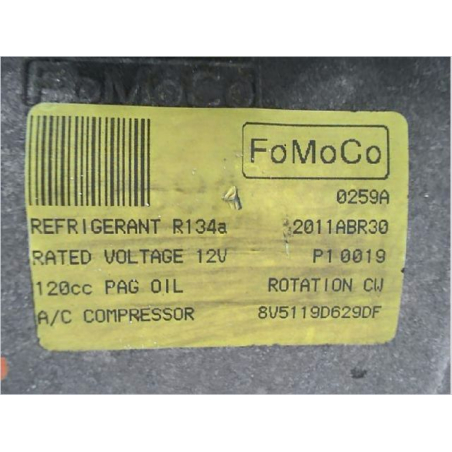 FoMoCo
FoMoCo
0259A
REFRIGERANT R134a 2011ABR30
RATED VOLTAGE 12V P10019
120cc PAG OIL ROTATION CW
A/C COMPRESSOR 8V5119D629DF